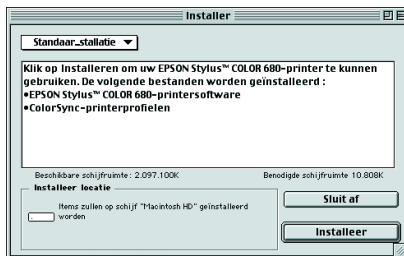 Installer
Standaar_stallatie
Klik op Installeren om uw EPSON Stylus™ COLOR 680-printer te kunnen
gebruiken. De volgende bestanden worden geïnstalleerd :
•EPSON Stylus™ COLOR 680-printersoftware
•ColorSync-printerprofielen
Beschikbare schijfruimte : 2.097.100K
Benodigde schijfruimte 10.808K
Installeer locatie
Items zullen op schijf "Macintosh HD" geïnstalleerd
worden
Sluit af
Installeer